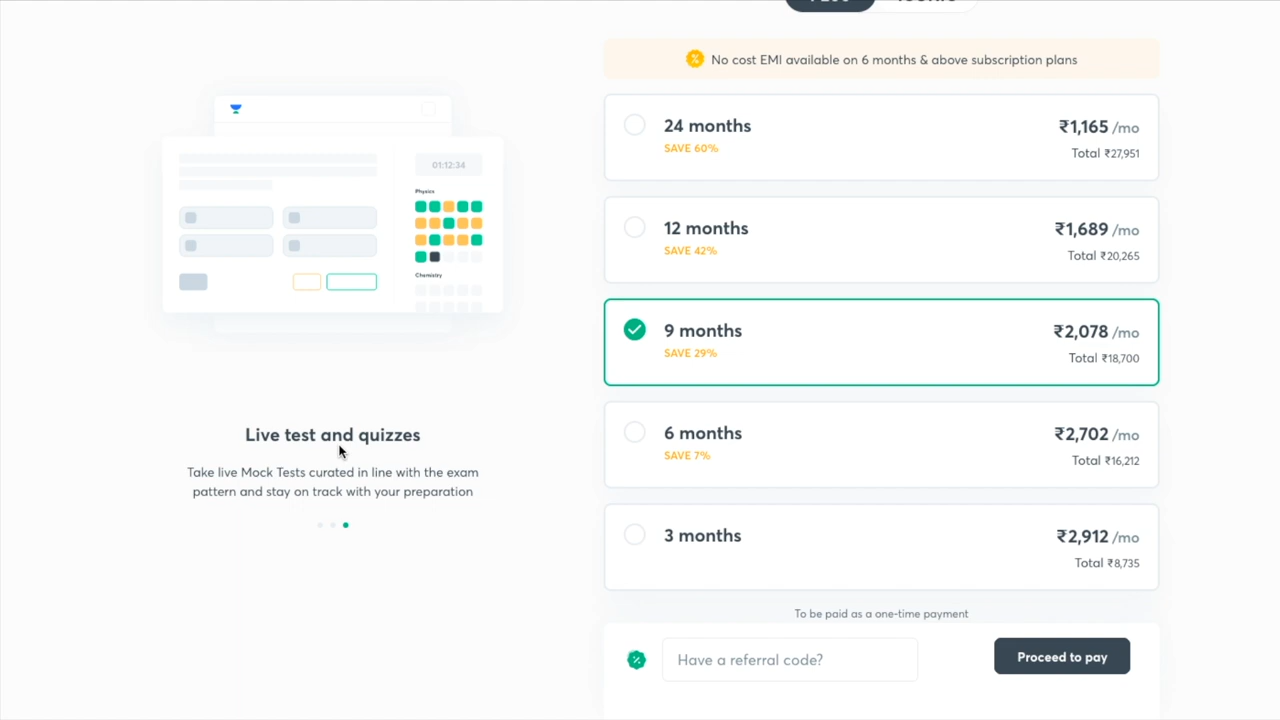 No cost EMI available on 6 months & above subscription plans
01:12:34
Physics
Chemistry
Live test and quizzes
Take live Mock Tests curated in line with the exam
pattern and stay on track with your preparation
24 months
₹1,165 /mo
SAVE 60%
Total ₹27,951
12 months
₹1,689 /mo
SAVE 42%
Total ₹20,265
9 months
₹2,078 /mo
SAVE 29%
Total ₹18,700
6 months
₹2,702 /mo
SAVE 7%
Total ₹16,212
3 months
₹2,912 /mo
Total ₹8,735
To be paid as a one-time payment
Have a referral code?
Proceed to pay